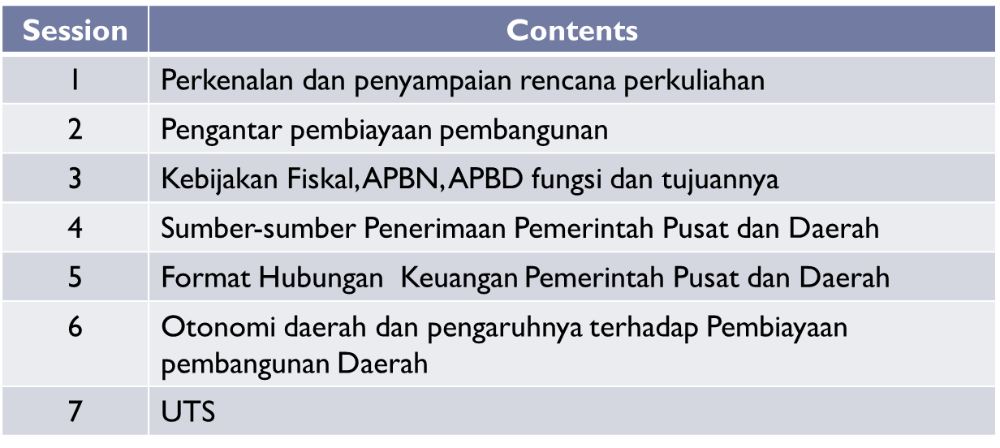 Session Contents
1 Perkenalan dan penyampaian rencana perkuliahan
2 Pengantar pembiayaan pembangunan
3 Kebijakan Fiskal, APBN, APBD fungsi dan tujuannya
4 Sumber-sumber Penerimaan Pemerintah Pusat dan Daerah
5 Format Hubungan Keuangan Pemerintah Pusat dan Daerah
6 Otonomi daerah dan pengaruhnya terhadap Pembiayaan
pembangunan Daerah
7 UTS